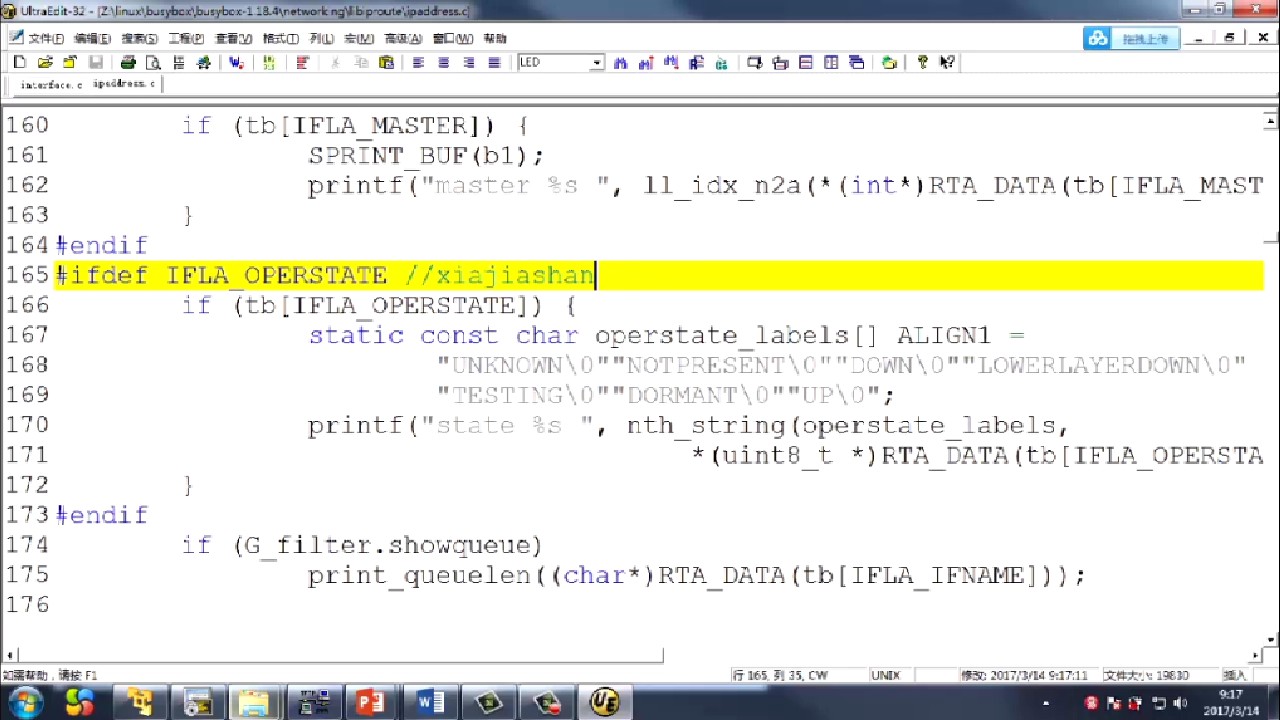 UltraEdit-32 - [Z:\linux\busybox\busybox-1.18.4\networking\libiproute\ipaddress.c]
文件(F) 编辑(E) 搜索(S) 工程(P) 查看(V) 格式(T) 列(L) 宏(M) 高级(A) 窗口(W) 帮助
拖拽上传
LED
interface.c ipaddress.c
160 if (tb[IFLA_MASTER]) {
161 SPRINT_BUF(b1);
162 printf("master %s ", ll_idx_n2a(*(int*)RTA_DATA(tb[IFLA_MAST
163 }
164 #endif
165 #ifdef IFLA_OPERSTATE //xiajiashan
166 if (tb[IFLA_OPERSTATE]) {
167 static const char operstate_labels[] ALIGN1 =
168 "UNKNOWN\0""NOTPRESENT\0""DOWN\0""LOWERLAYERDOWN\0"
169 "TESTING\0""DORMANT\0""UP\0";
170 printf("state %s ", nth_string(operstate_labels,
171 *(uint8_t *)RTA_DATA(tb[IFLA_OPERSTA
172 }
173 #endif
174 if (G_filter.showqueue)
175 print_queuelen((char*)RTA_DATA(tb[IFLA_IFNAME]));
176
如需帮助, 请按 F1 行 165, 列 35, CW UNIX 修改: 2017/3/14 9:17:11 文件大小: 19830 插入
9:17
2017/3/14